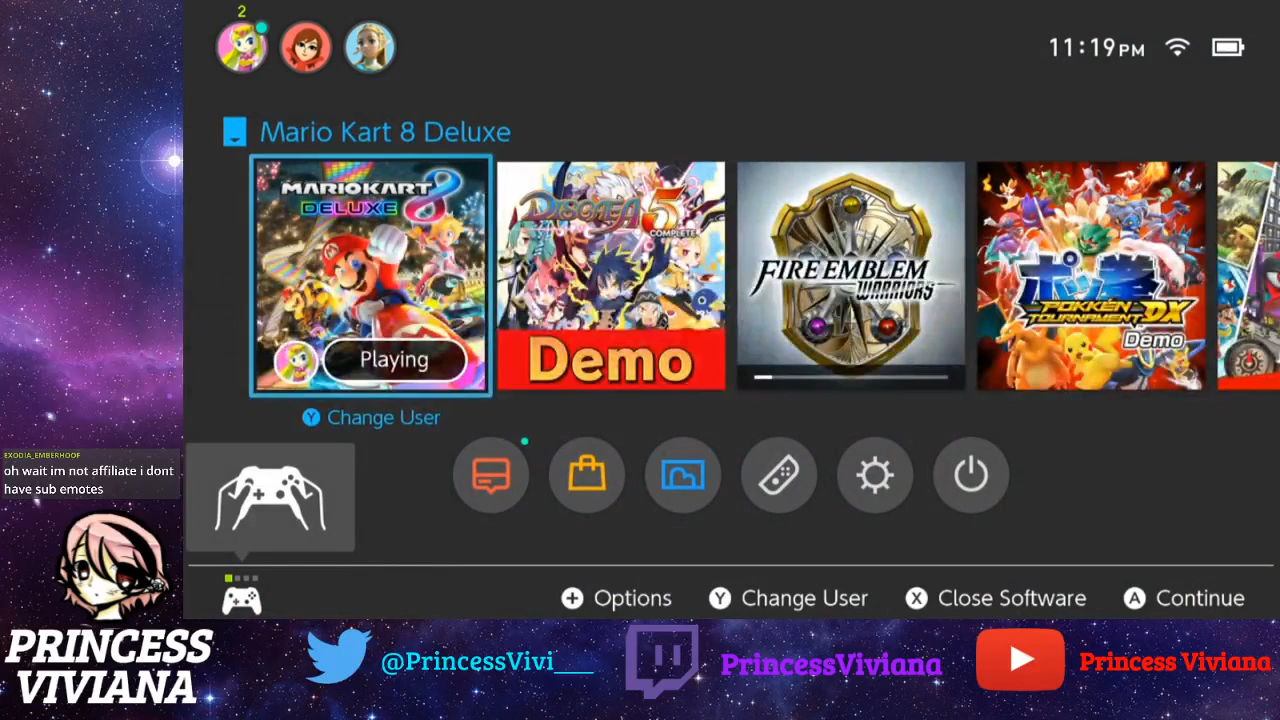 2
11:19PM
Mario Kart 8 Deluxe
MARIOKART 8
DELUXE
Playing
DISGAEA 5
COMPLETE
Demo
FIRE EMBLEM
WARRIORS
ポッ拳
POKKÉN
TOURNAMENT DX
Demo
Y Change User
EXODIA_EMBERHOOF
oh wait im not affiliate i dont
have sub emotes
+ Options
Y Change User
X Close Software
A Continue
PRINCESS
VIVIANA
@PrincessVivi___
PrincessViviana
Princess Viviana